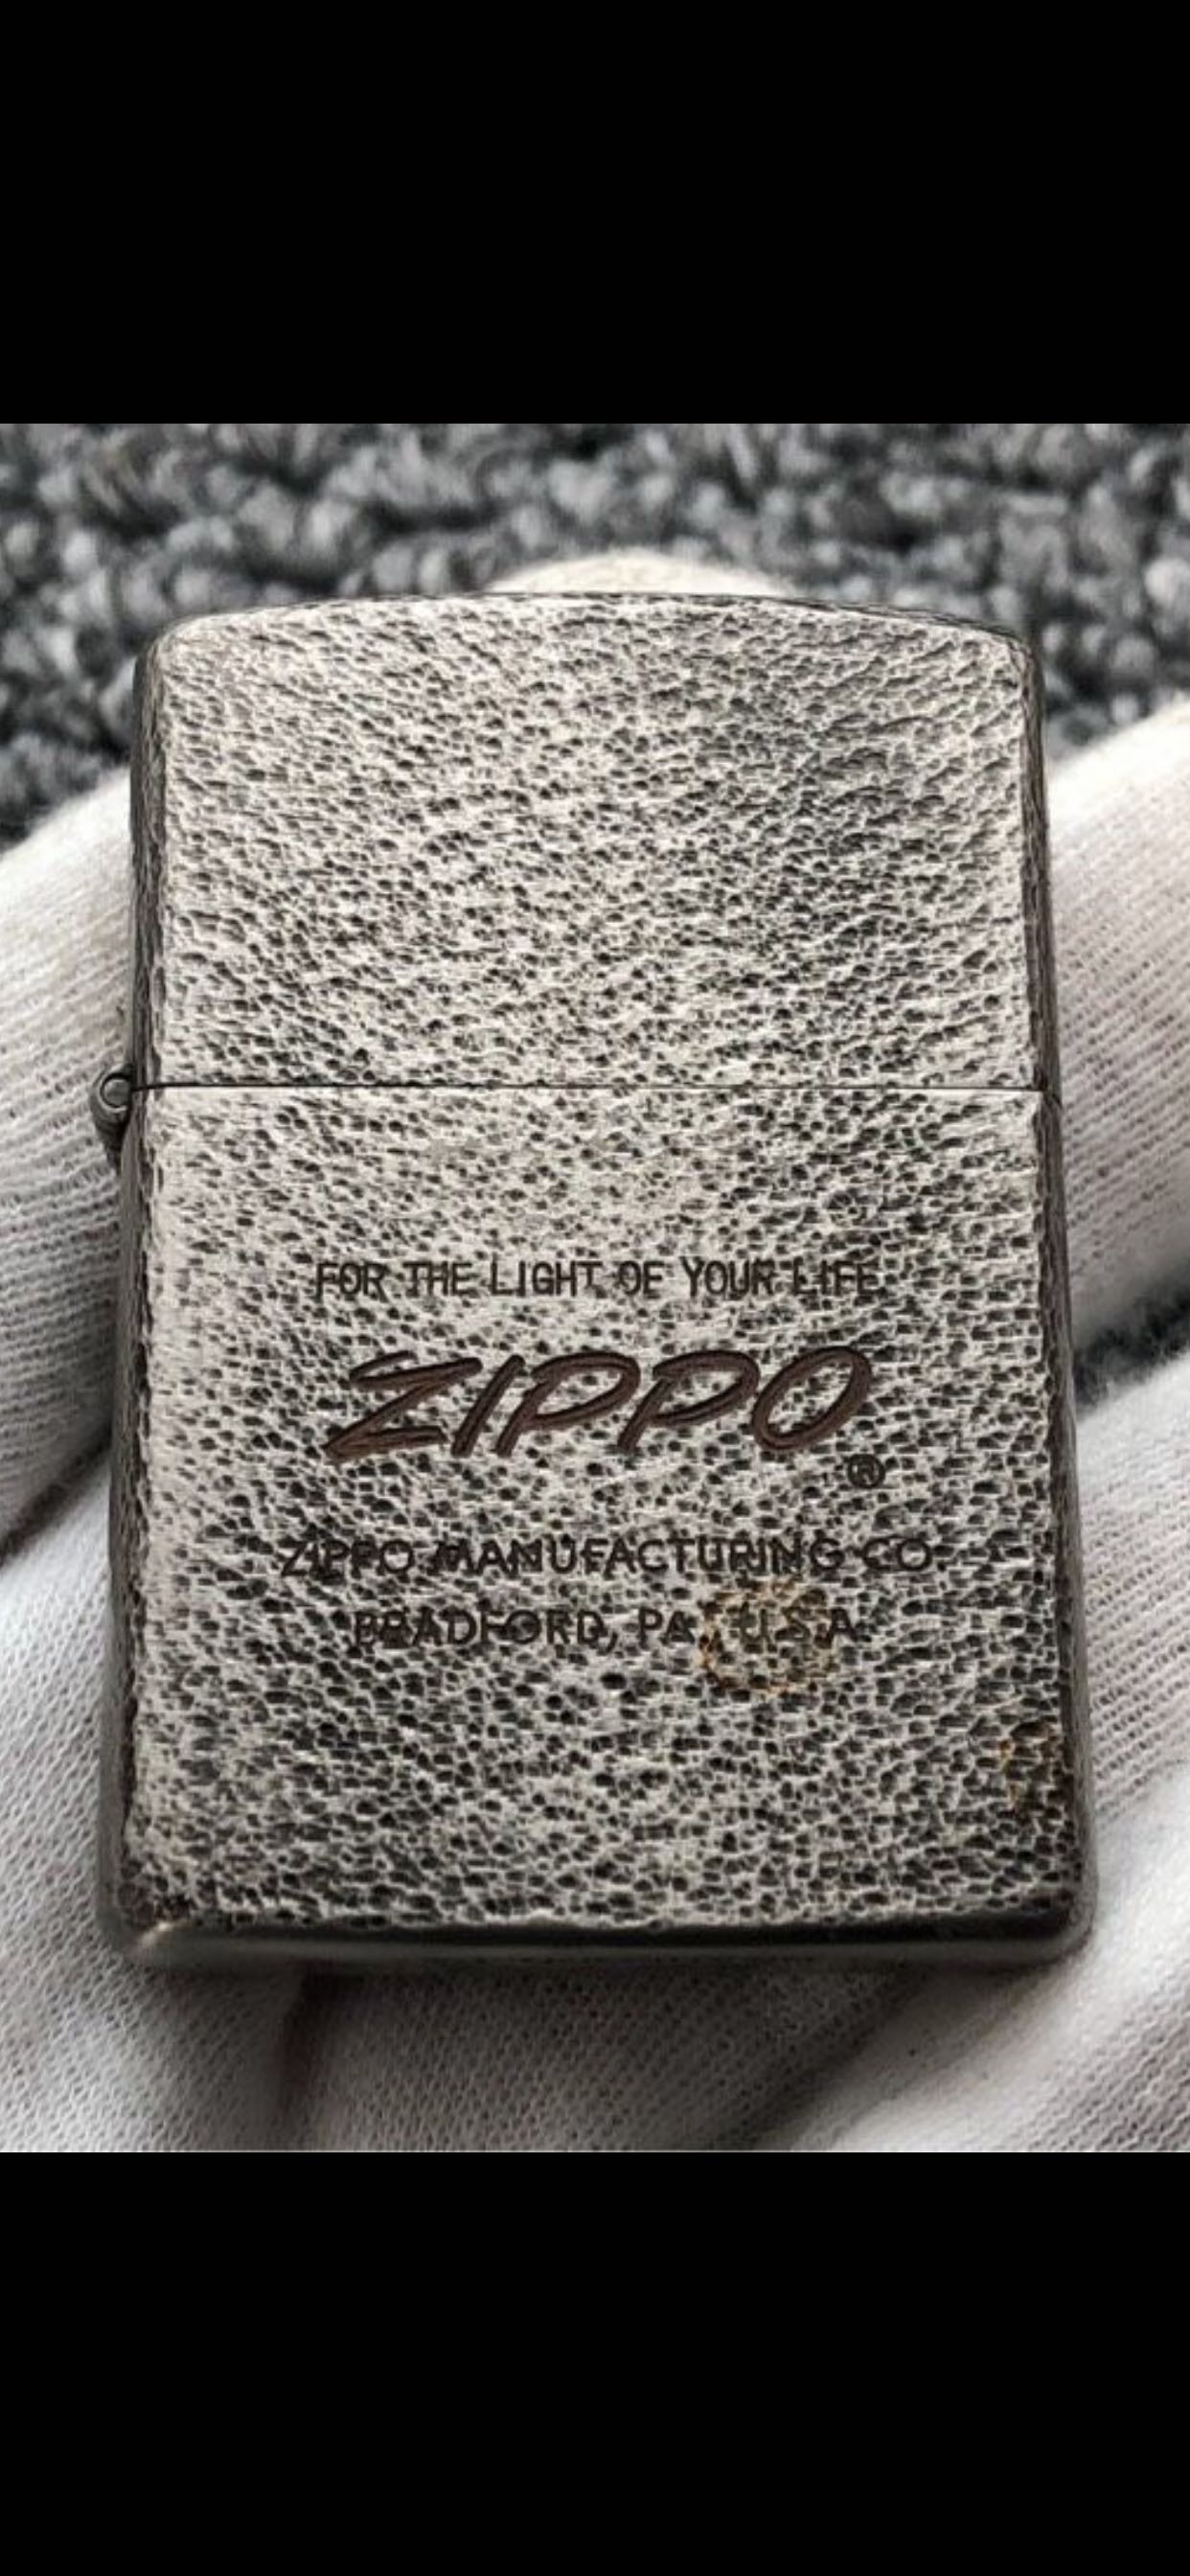 FOR THE LIGHT OF YOUR LIFE
ZIPPO
®
ZIPPO MANUFACTURING CO
BRADFORD, PA U.S.A